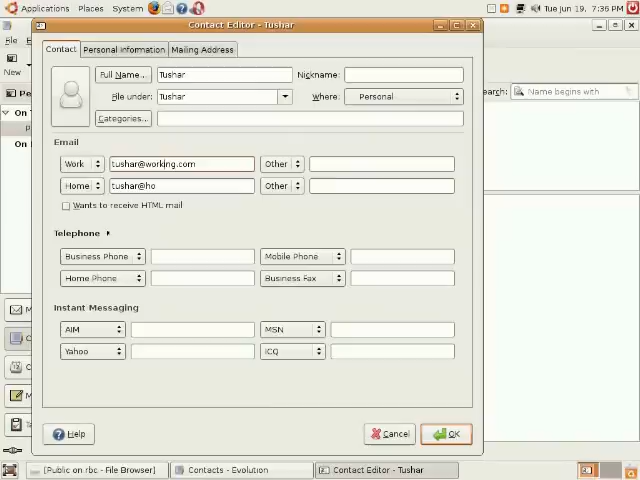 Applications Places System Tue Jun 19, 7:36 PM
Contact Editor - Tushar
File
New
Contact Personal Information Mailing Address
Full Name... Tushar Nickname:
File under: Tushar Where: Personal
Categories...
Search: Name begins with
On T
Email
Work tushar@working.com Other
Home tushar@ho Other
Wants to receive HTML mail
Telephone
Business Phone Mobile Phone
Home Phone Business Fax
Instant Messaging
AIM MSN
Yahoo ICQ
Help Cancel OK
[Public on rbc - File Browser] Contacts - Evolution Contact Editor - Tushar